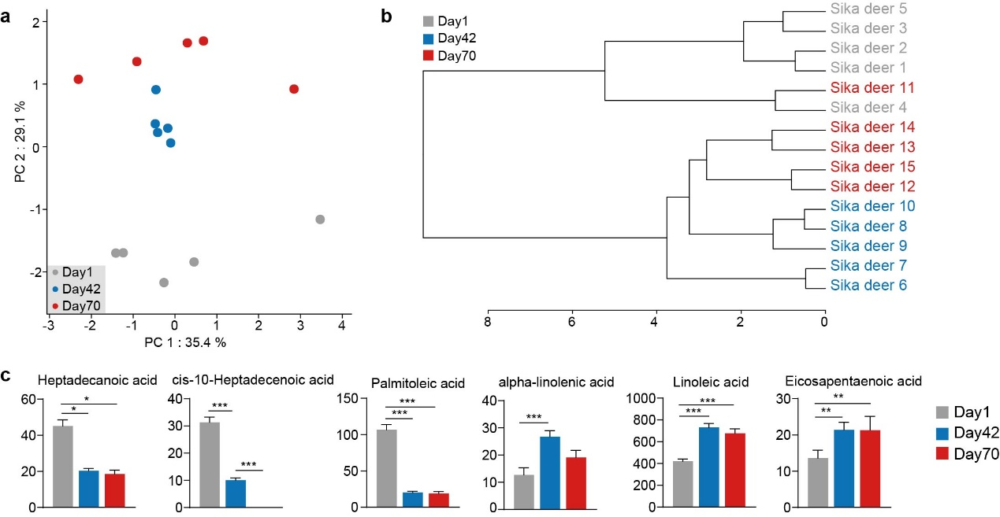 a
2
1
0
-1
-2
PC 2 : 29.1 %
Day1
Day42
Day70
-3 -2 -1 0 1 2 3 4
PC 1 : 35.4 %
b
Day1
Day42
Day70
Sika deer 5
Sika deer 3
Sika deer 2
Sika deer 1
Sika deer 11
Sika deer 4
Sika deer 14
Sika deer 13
Sika deer 15
Sika deer 12
Sika deer 10
Sika deer 8
Sika deer 9
Sika deer 7
Sika deer 6
8 6 4 2 0
c
Heptadecanoic acid
60
40
20
0
*
*
cis-10-Heptadecenoic acid
40
30
20
10
0
***
***
Palmitoleic acid
150
100
50
0
***
***
alpha-linolenic acid
40
30
20
10
0
***
Linoleic acid
1000
800
600
400
200
0
***
***
Eicosapentaenoic acid
30
20
10
0
**
**
Day1
Day42
Day70